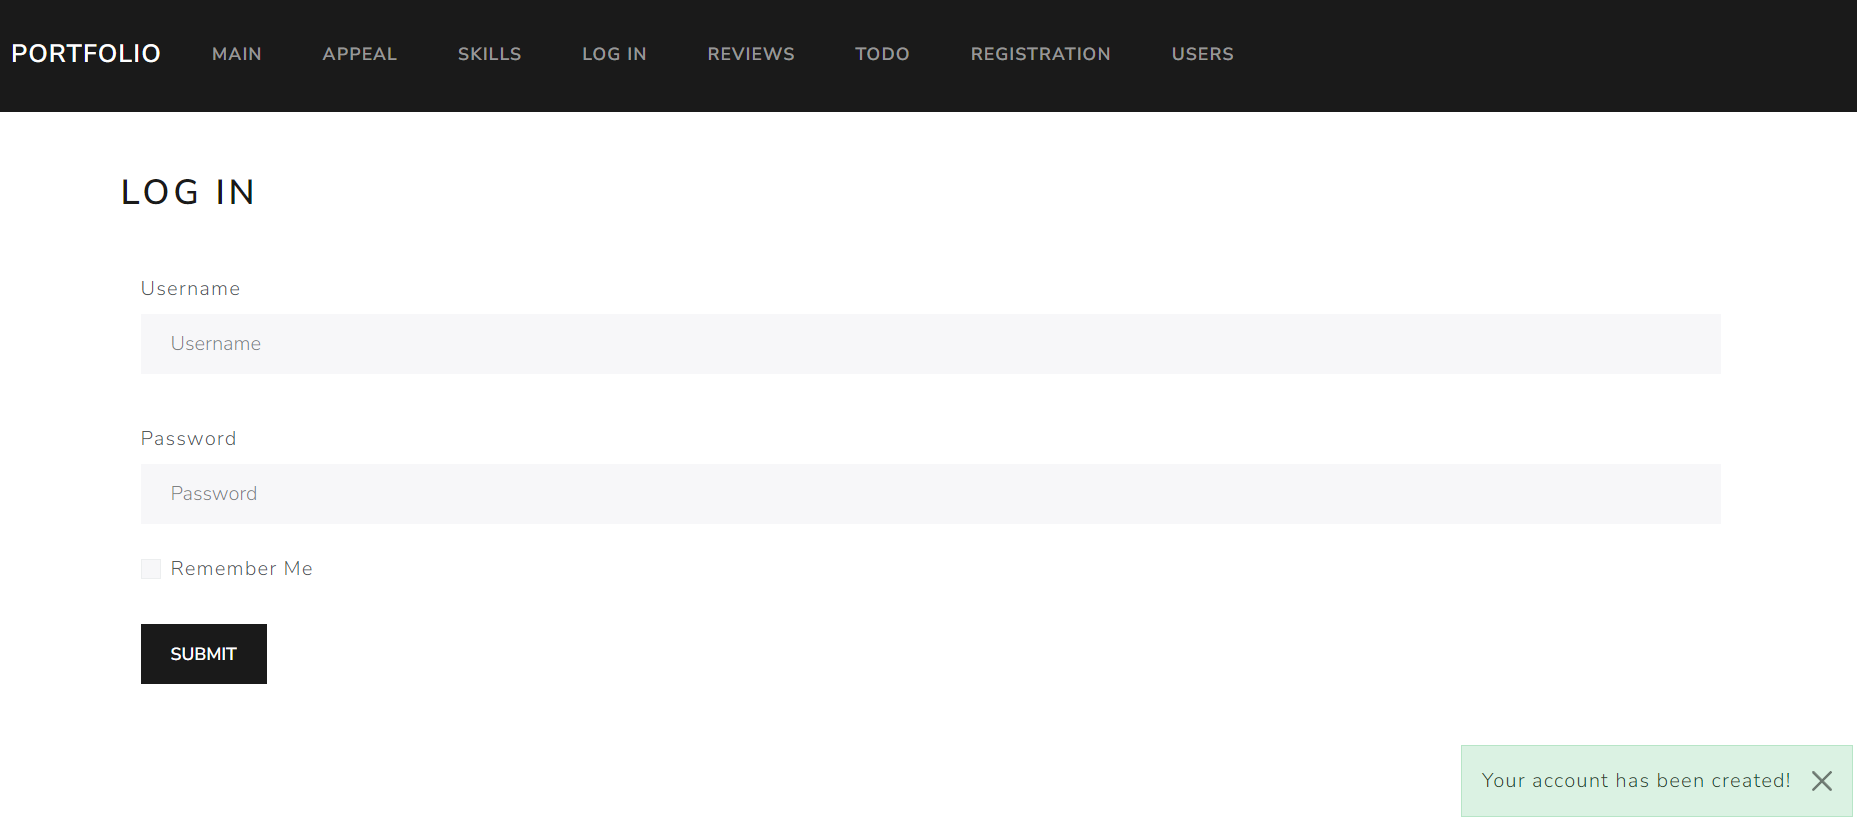 PORTFOLIO MAIN APPEAL SKILLS LOG IN REVIEWS TODO REGISTRATION USERS
LOG IN
Username
Username
Password
Password
Remember Me
SUBMIT
Your account has been created!